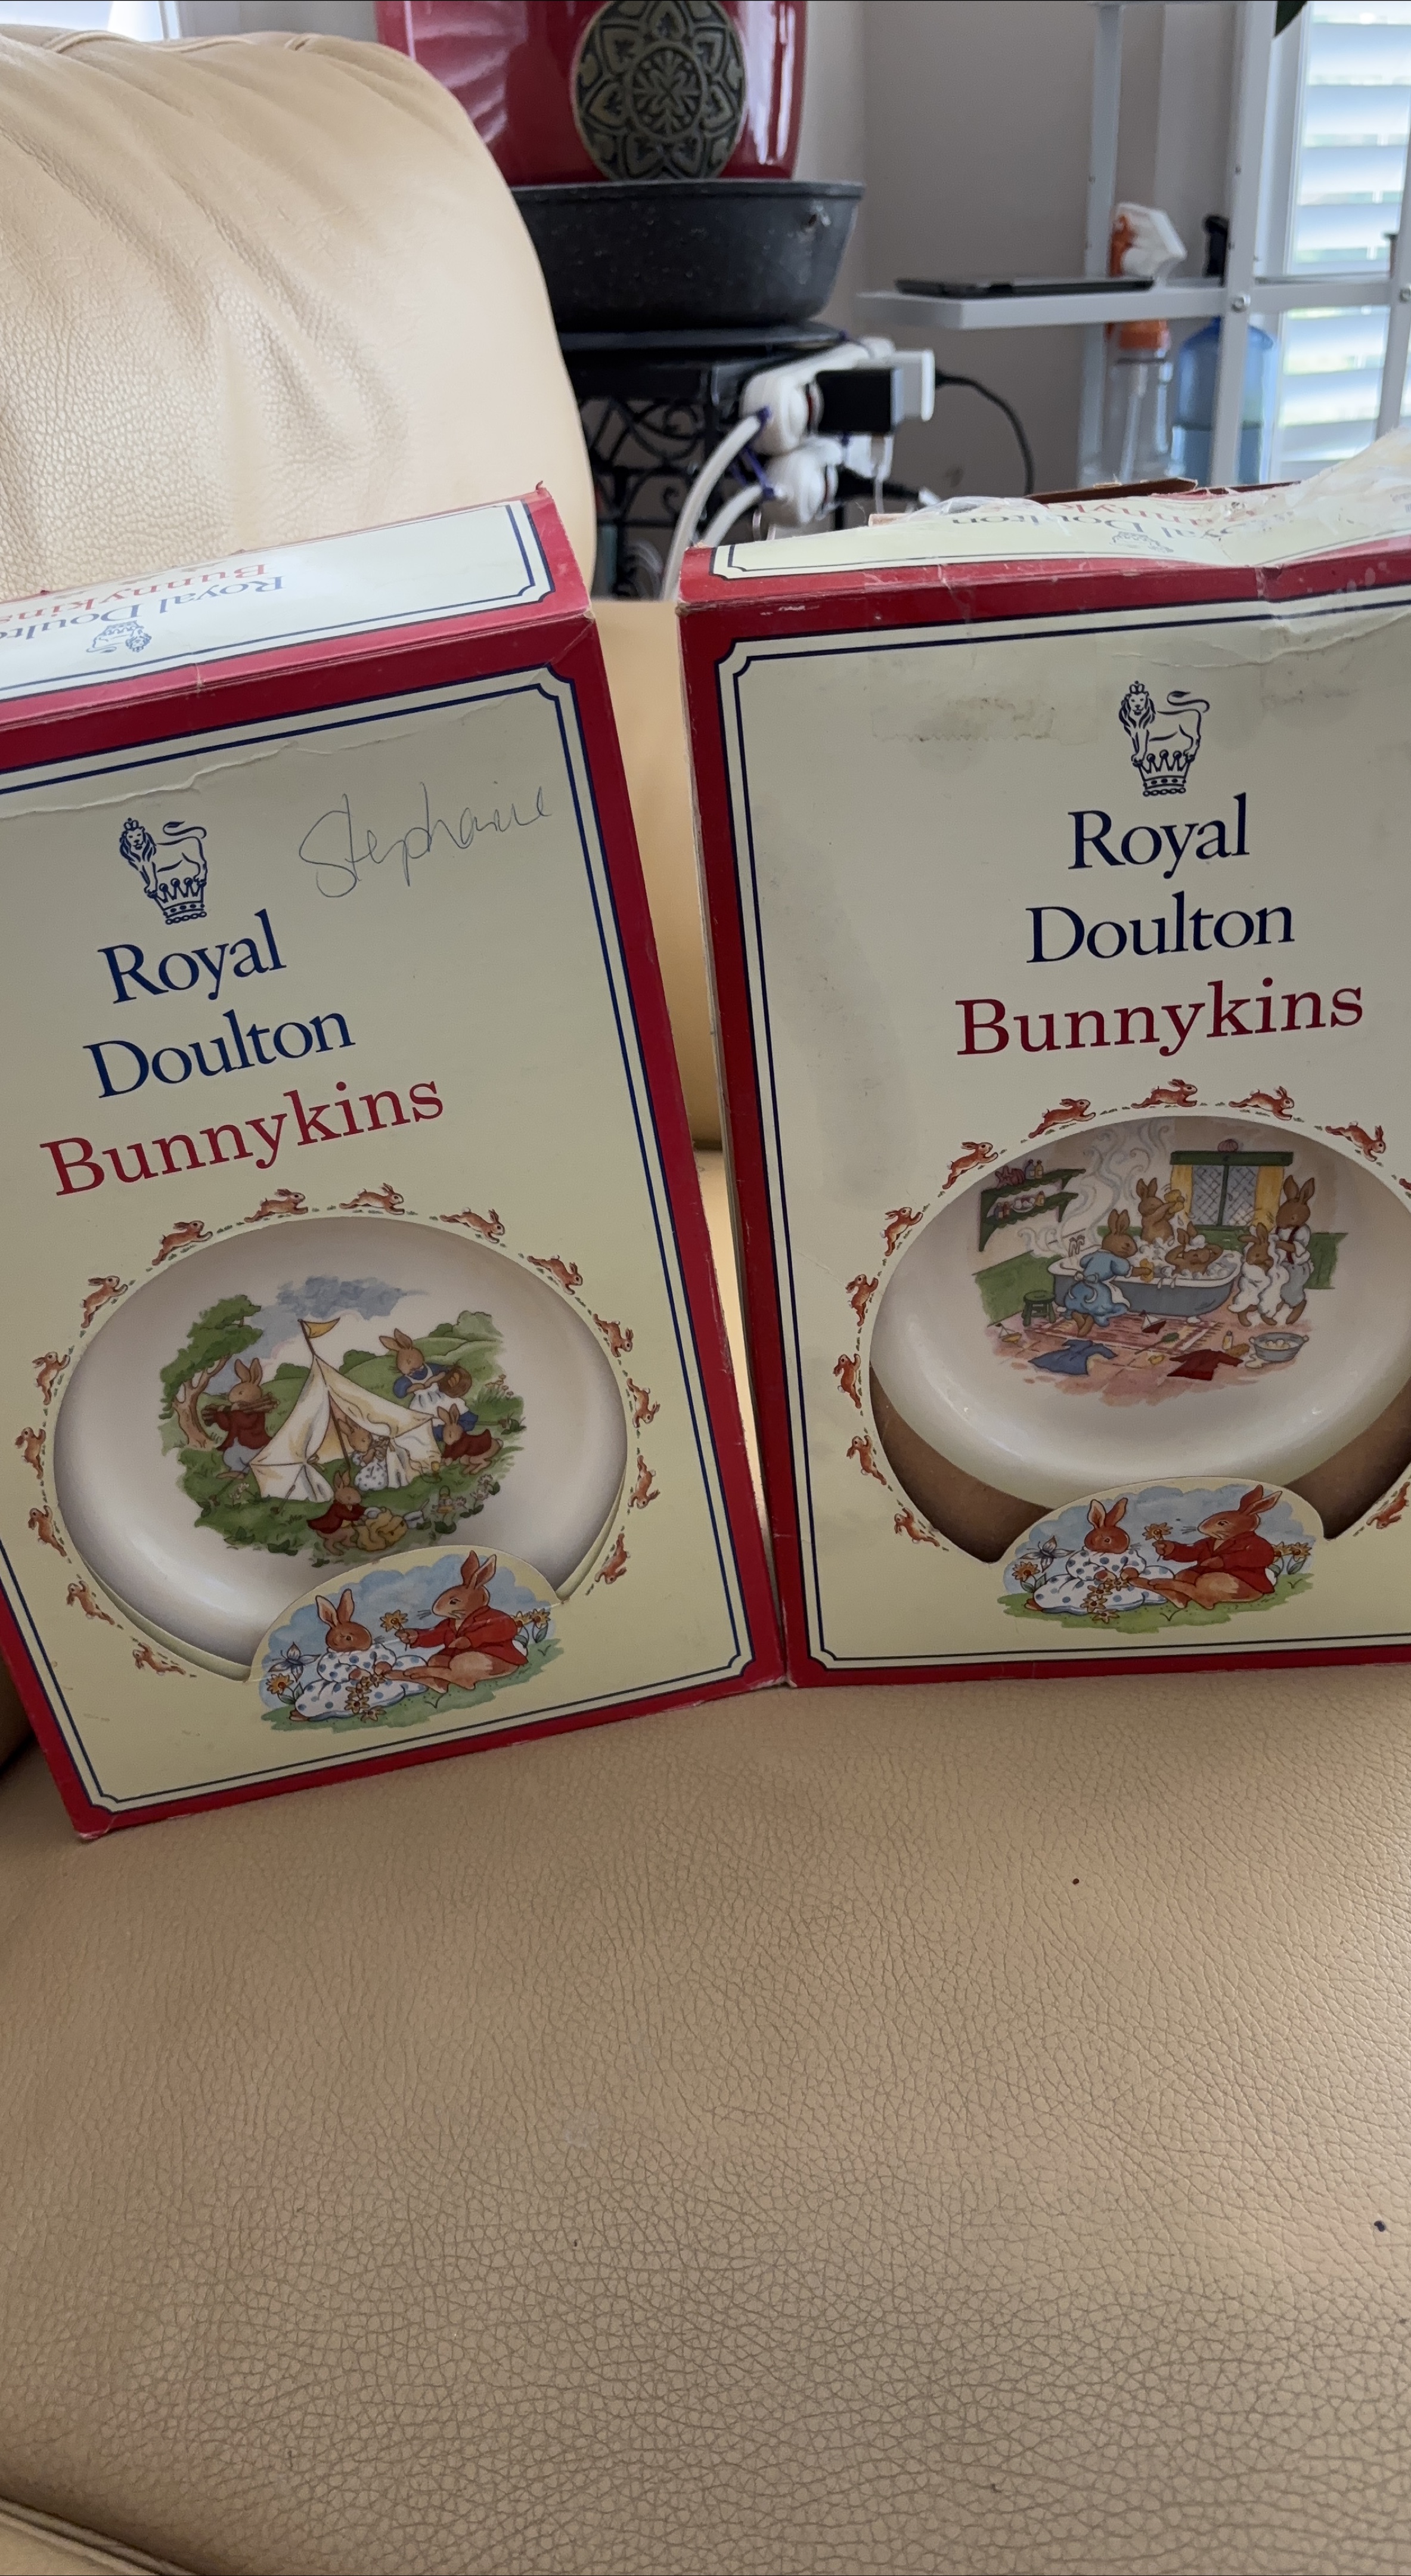 Royal Doulton
Bunnykins
Stephanie
Royal
Doulton
Bunnykins
Royal Doulton
Bunnykins
Royal
Doulton
Bunnykins